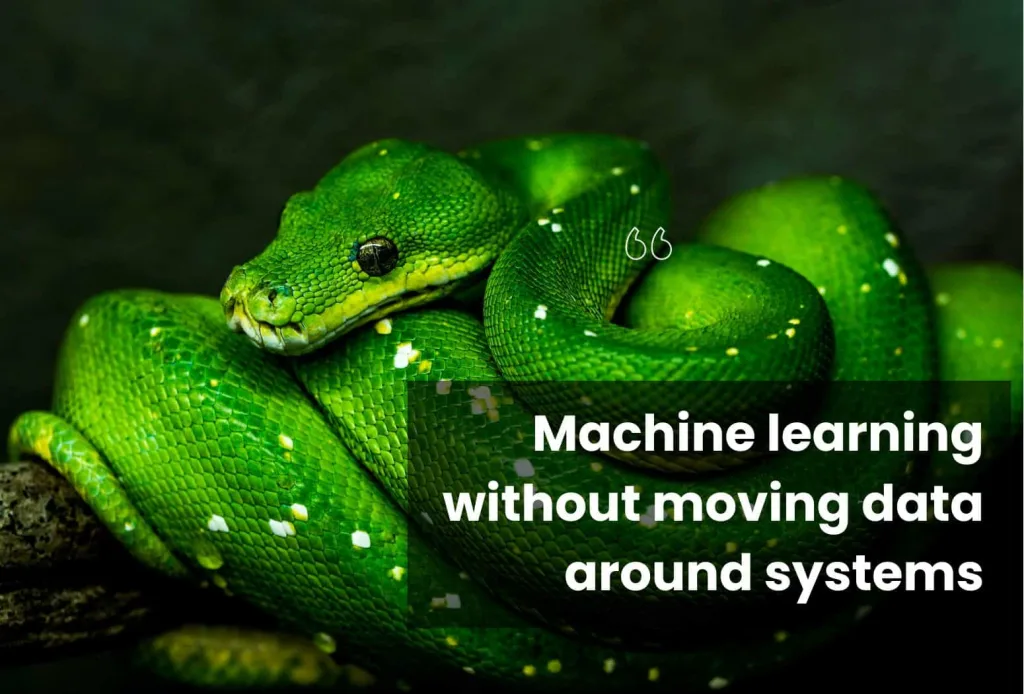 “
Machine learning
without moving data
around systems